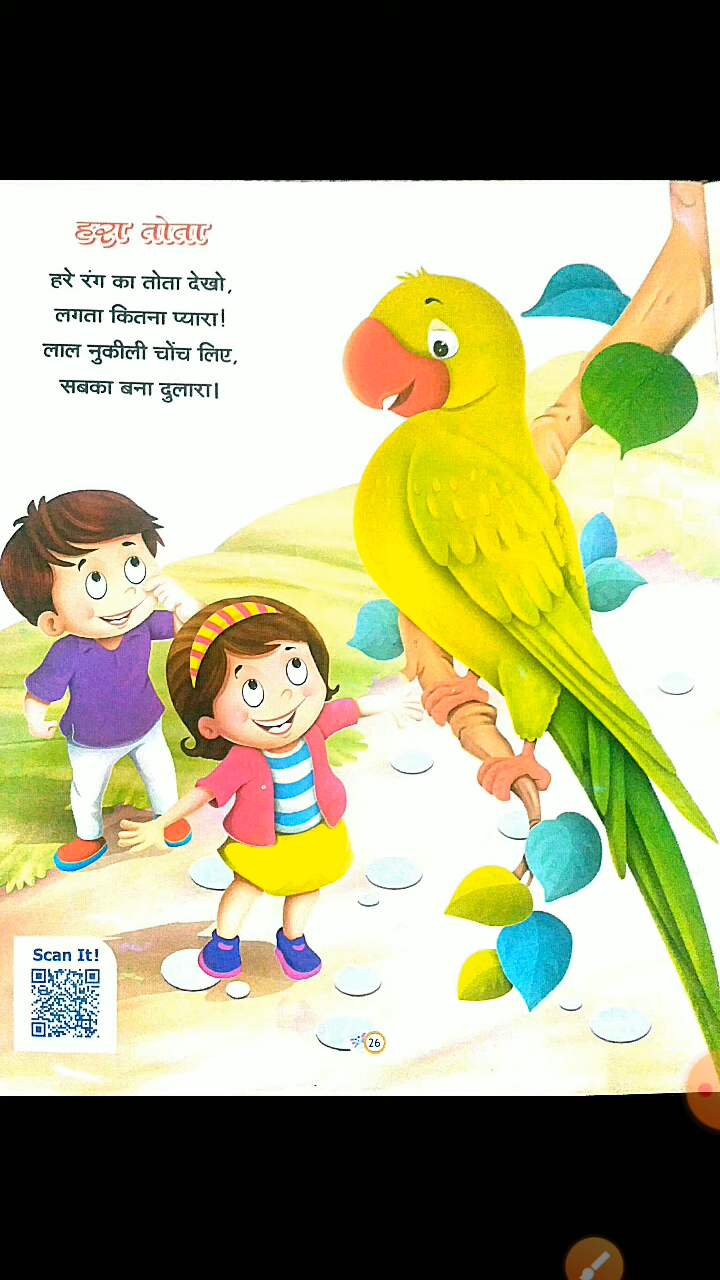 हरा तोता
हरे रंग का तोता देखो,
लगता कितना प्यारा!
लाल नुकीली चोंच लिए,
सबका बना दुलारा।
Scan It!
26